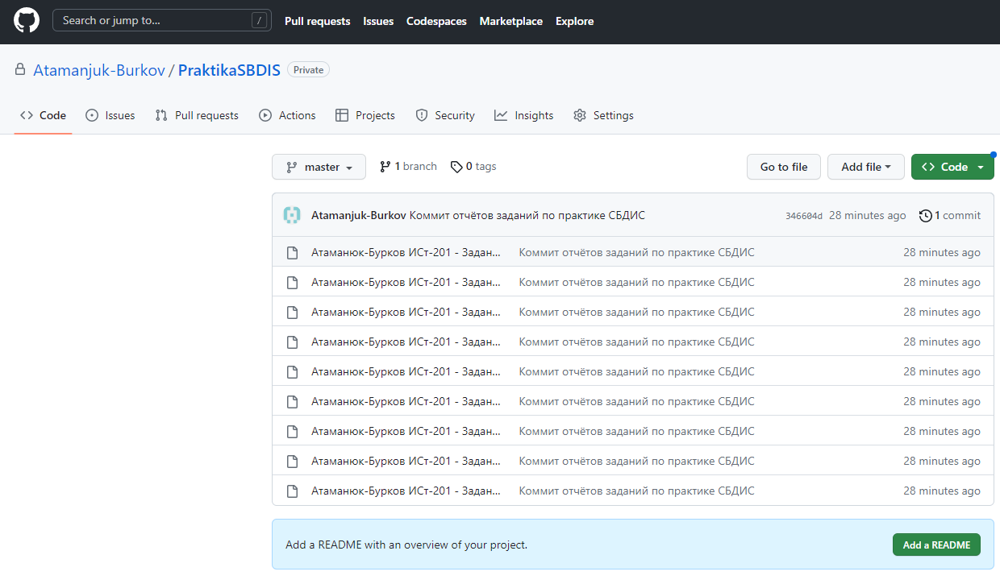 Search or jump to... / Pull requests Issues Codespaces Marketplace Explore
Atamanjuk-Burkov / PraktikaSBDIS Private
Code Issues Pull requests Actions Projects Security Insights Settings
master 1 branch 0 tags Go to file Add file Code
Atamanjuk-Burkov Коммит отчётов заданий по практике СБДИС 346604d 28 minutes ago 1 commit
Атаманюк-Бурков ИСт-201 - Задан... Коммит отчётов заданий по практике СБДИС 28 minutes ago
Атаманюк-Бурков ИСт-201 - Задан... Коммит отчётов заданий по практике СБДИС 28 minutes ago
Атаманюк-Бурков ИСт-201 - Задан... Коммит отчётов заданий по практике СБДИС 28 minutes ago
Атаманюк-Бурков ИСт-201 - Задан... Коммит отчётов заданий по практике СБДИС 28 minutes ago
Атаманюк-Бурков ИСт-201 - Задан... Коммит отчётов заданий по практике СБДИС 28 minutes ago
Атаманюк-Бурков ИСт-201 - Задан... Коммит отчётов заданий по практике СБДИС 28 minutes ago
Атаманюк-Бурков ИСт-201 - Задан... Коммит отчётов заданий по практике СБДИС 28 minutes ago
Атаманюк-Бурков ИСт-201 - Задан... Коммит отчётов заданий по практике СБДИС 28 minutes ago
Атаманюк-Бурков ИСт-201 - Задан... Коммит отчётов заданий по практике СБДИС 28 minutes ago
Add a README with an overview of your project. Add a README